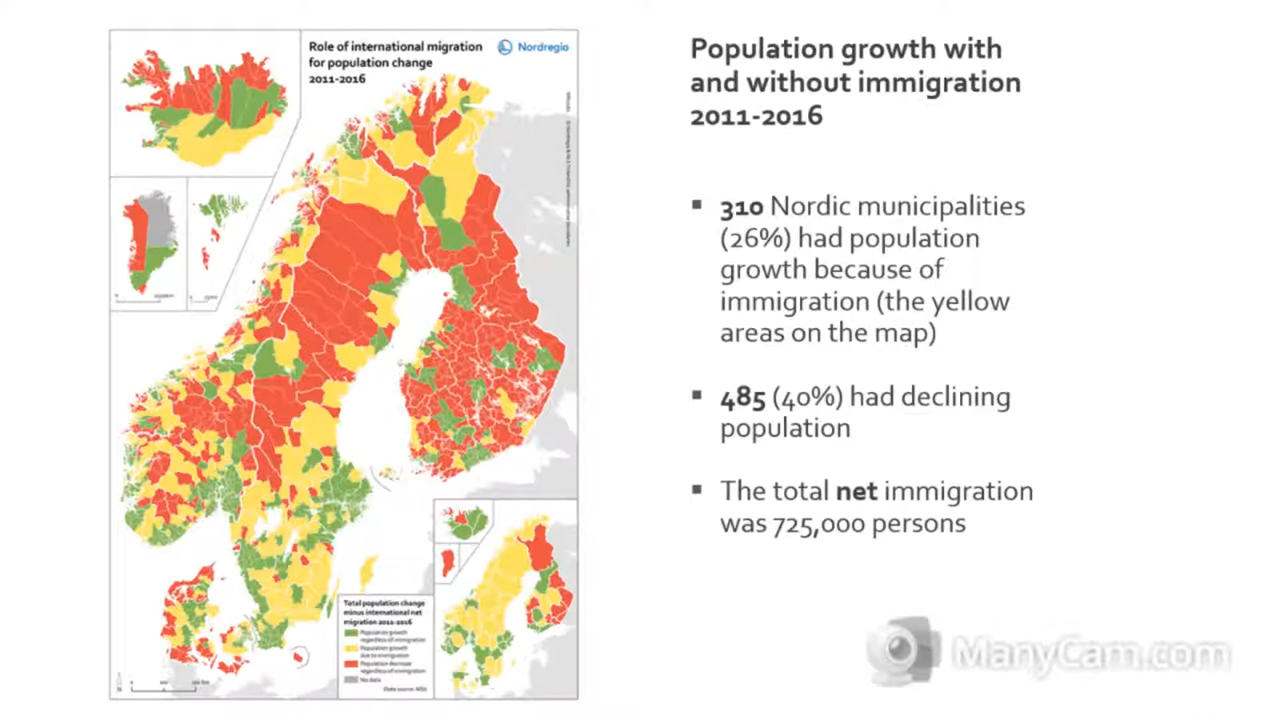 Role of international migration
for population change
2011-2016
Nordregio
Total population change
minus international net
migration 2011-2016
Population growth
regardless of immigration
Population growth
due to immigration
Population decrease
regardless of immigration
No data
Population growth with
and without immigration
2011-2016
▪ 310 Nordic municipalities
(26%) had population
growth because of
immigration (the yellow
areas on the map)
▪ 485 (40%) had declining
population
▪ The total net immigration
was 725,000 persons
ManyCam.com